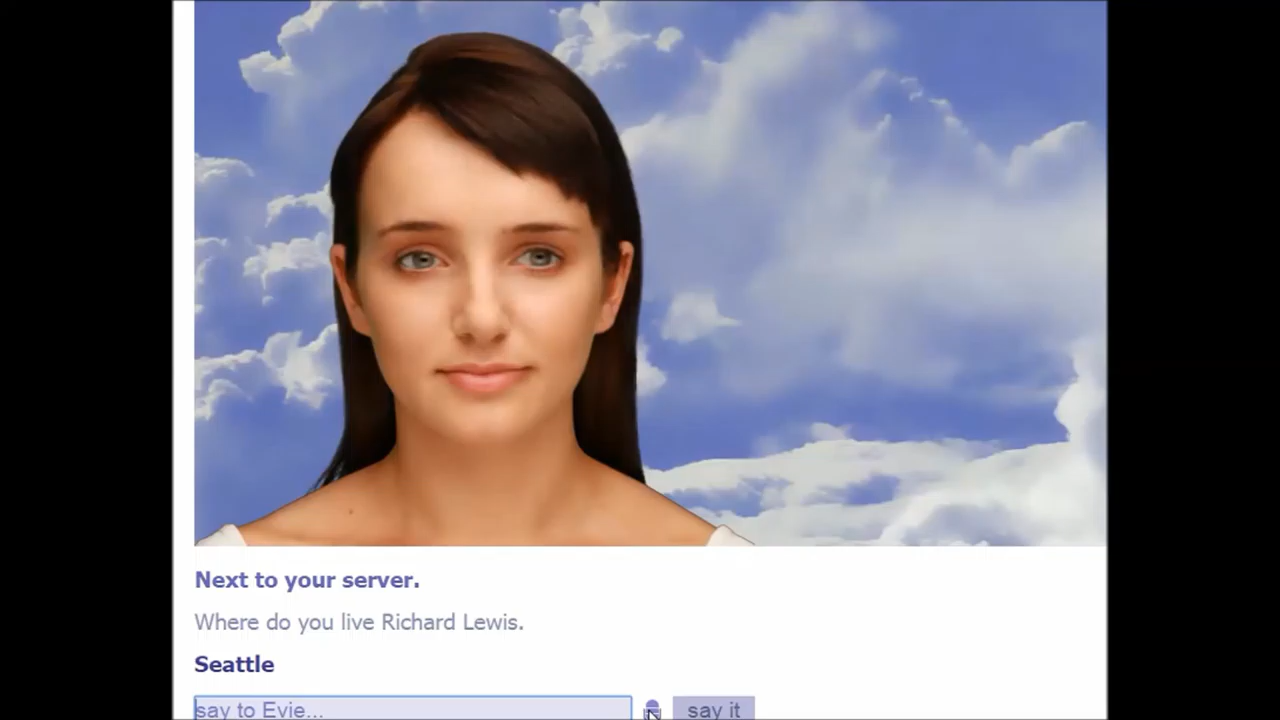 Next to your server.
Where do you live Richard Lewis.
Seattle
say to Evie...
say it